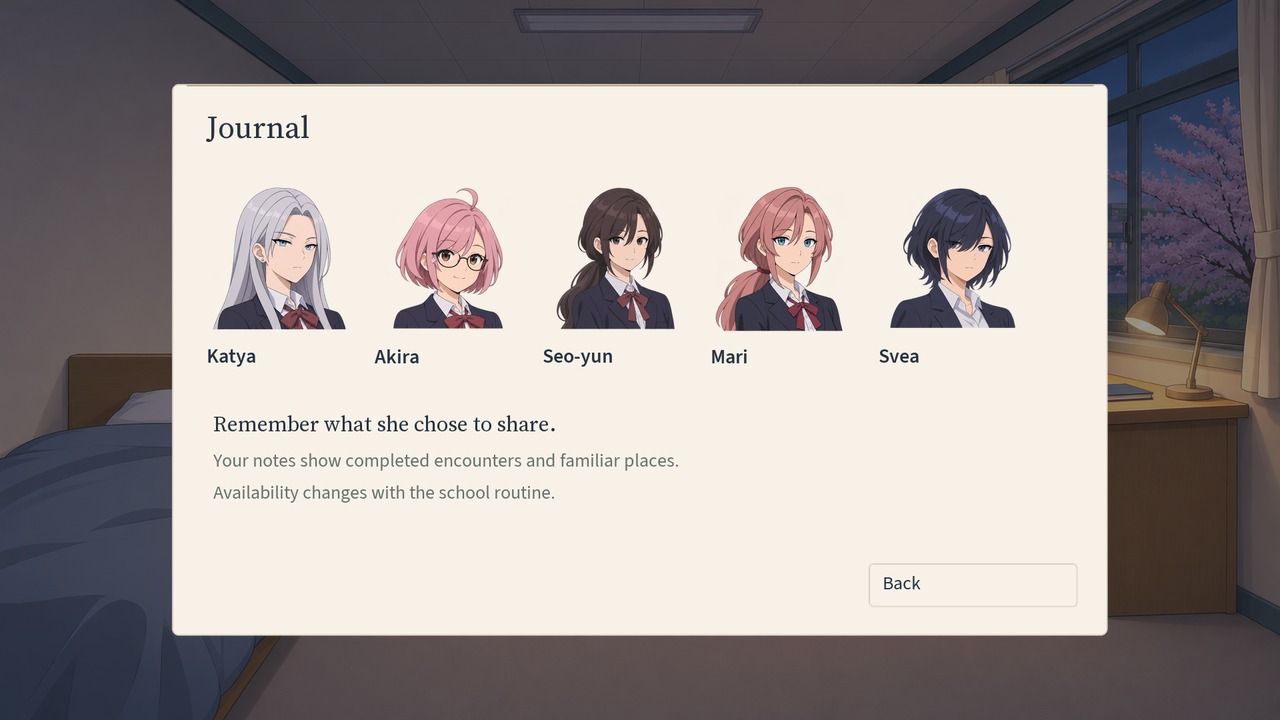 Journal
Katya
Akira
Seo-yun
Mari
Svea
Remember what she chose to share.
Your notes show completed encounters and familiar places.
Availability changes with the school routine.
Back